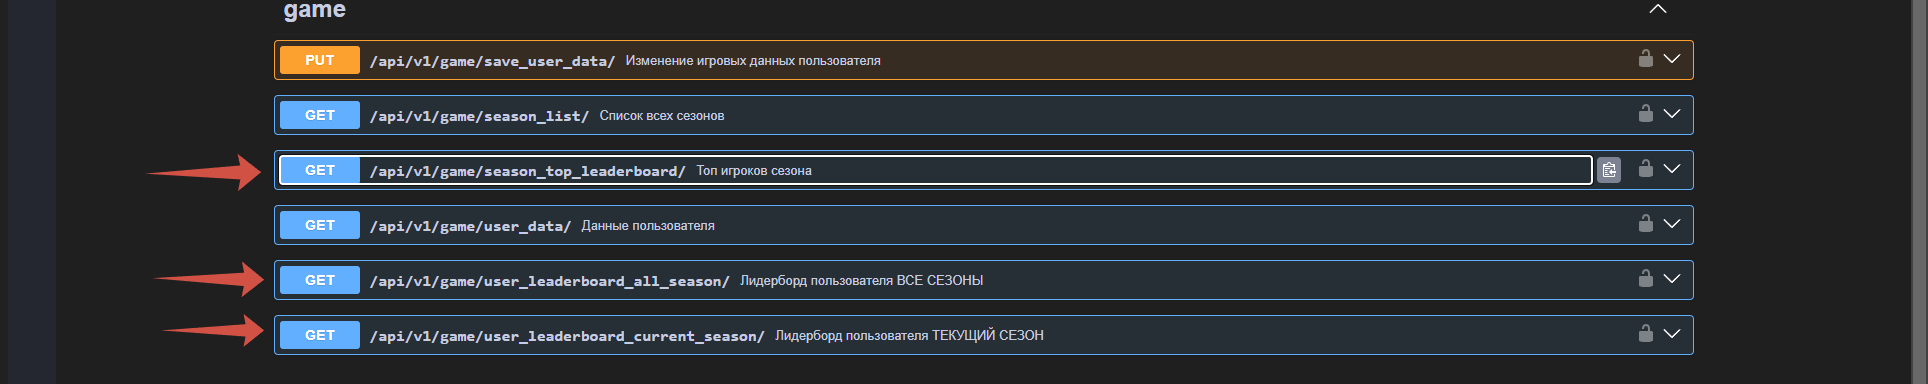 game
PUT /api/v1/game/save_user_data/ Изменение игровых данных пользователя
GET /api/v1/game/season_list/ Список всех сезонов
GET /api/v1/game/season_top_leaderboard/ Топ игроков сезона
GET /api/v1/game/user_data/ Данные пользователя
GET /api/v1/game/user_leaderboard_all_season/ Лидерборд пользователя ВСЕ СЕЗОНЫ
GET /api/v1/game/user_leaderboard_current_season/ Лидерборд пользователя ТЕКУЩИЙ СЕЗОН